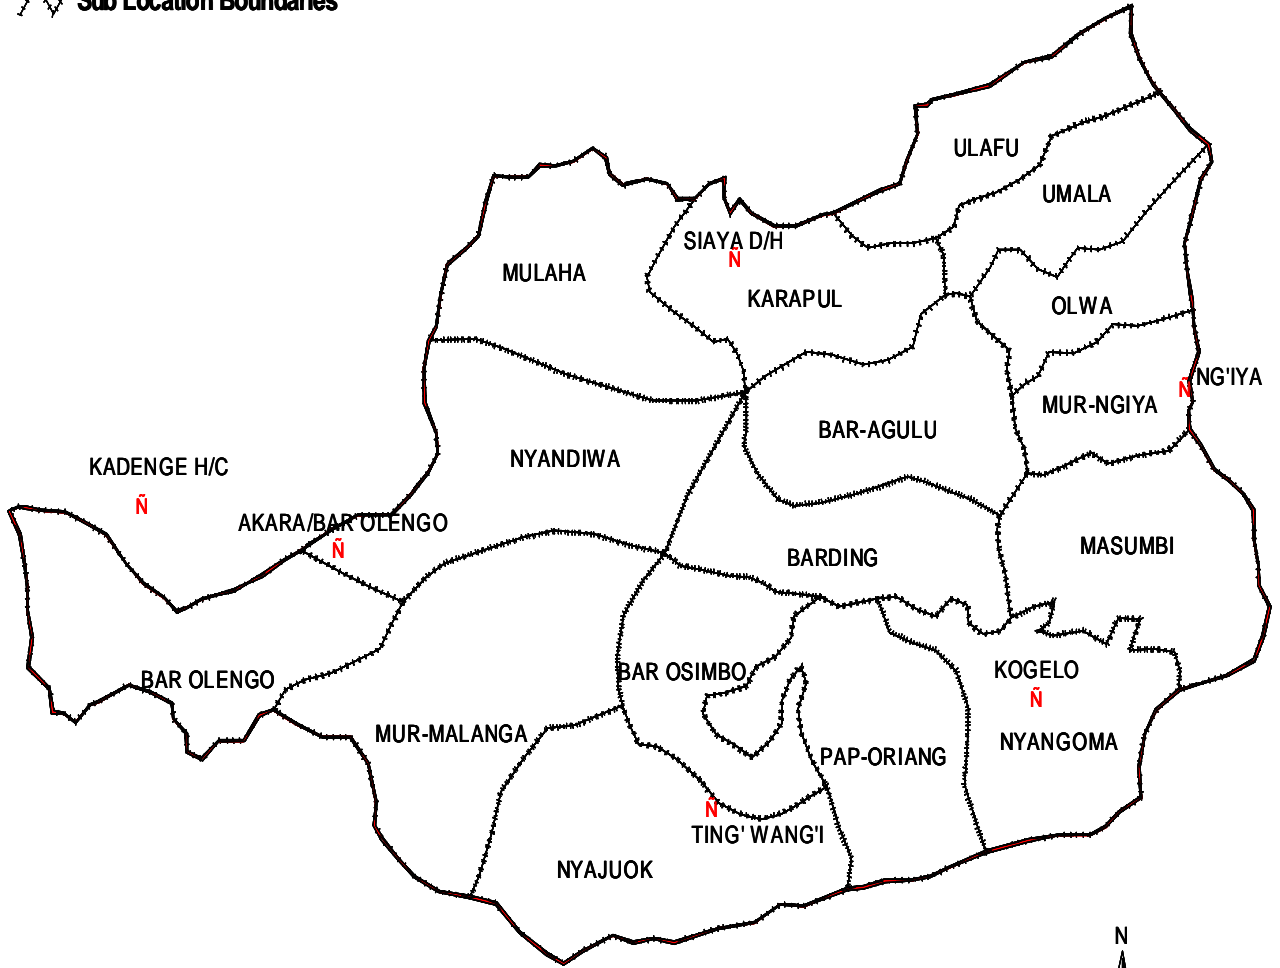 Sub Location Boundaries
ULAFU
UMALA
SIAYA D/H
Ñ
MULAHA
KARAPUL
OLWA
NG'IYA
Ñ
MUR-NGIYA
BAR-AGULU
NYANDIWA
KADENGE H/C
Ñ
AKARA/BAR OLENGO
Ñ
BARDING
MASUMBI
BAR OLENGO
BAR OSIMBO
KOGELO
Ñ
MUR-MALANGA
PAP-ORIANG
NYANGOMA
Ñ
TING' WANG'I
NYAJUOK
N